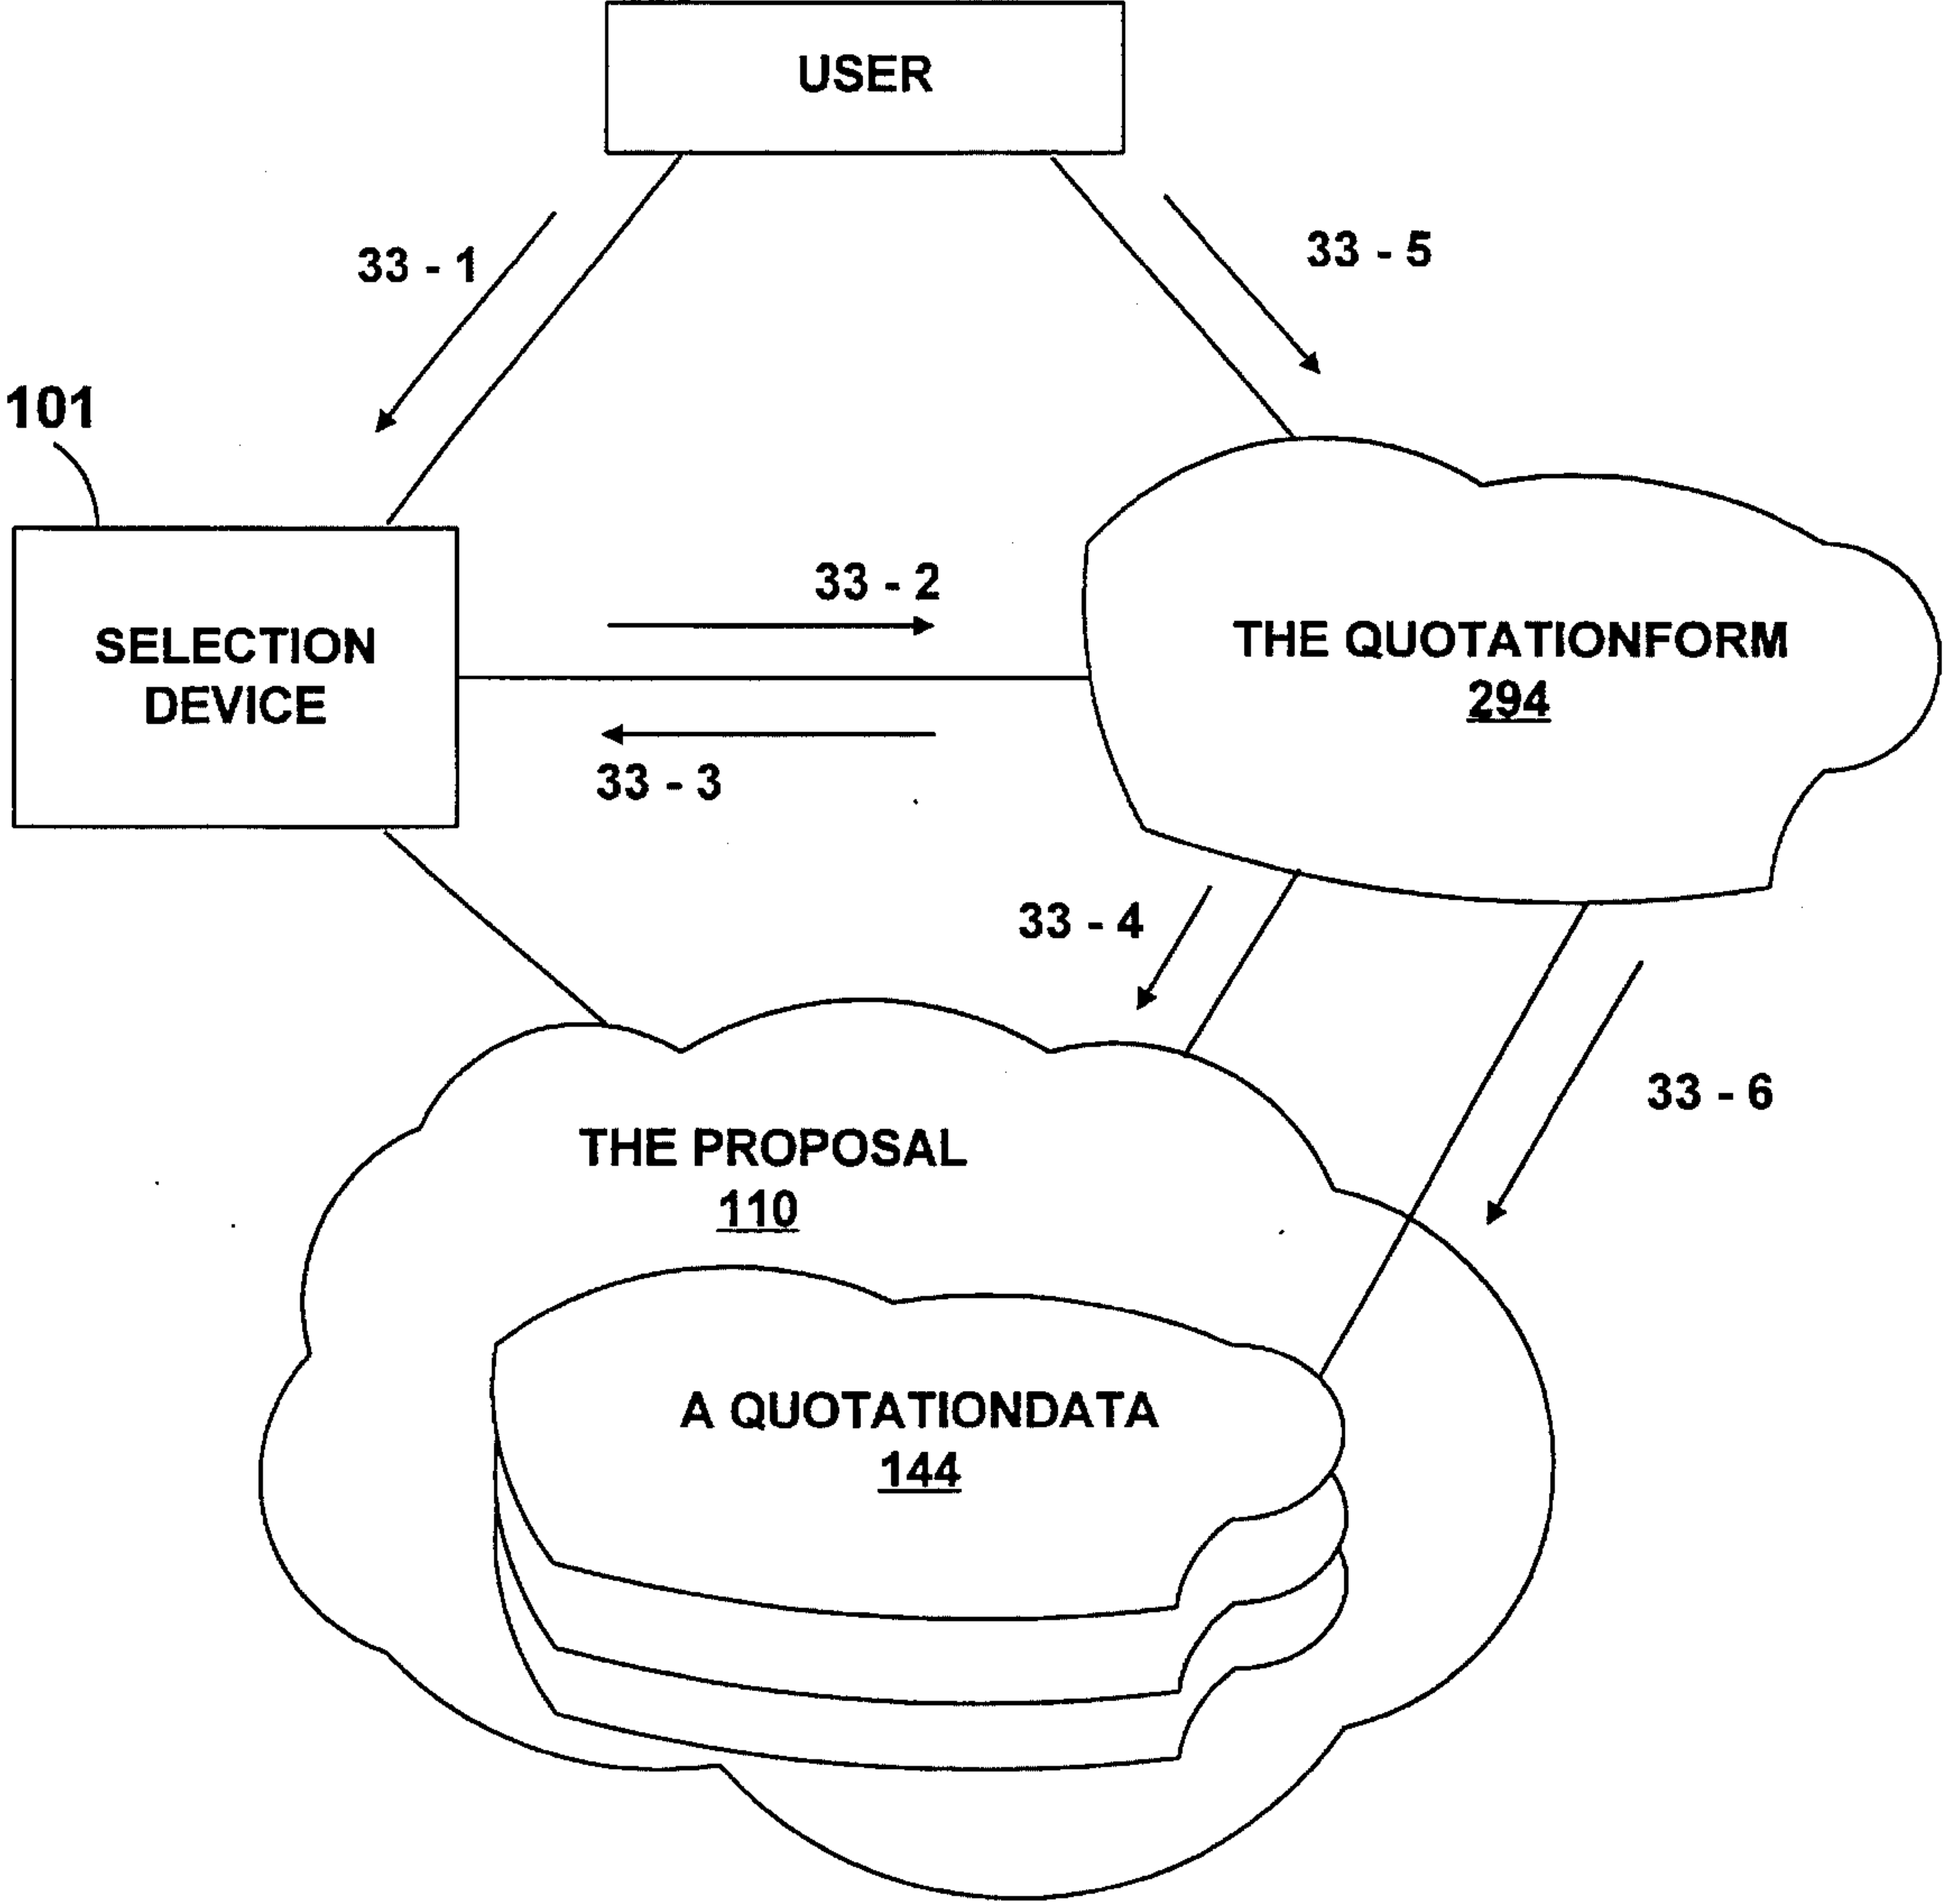 USER
33 - 1
33 - 5
101
33 - 2
SELECTION
DEVICE
THE QUOTATIONFORM
294
33 - 3
33 - 4
33 - 6
THE PROPOSAL
110
A QUOTATIONDATA
144